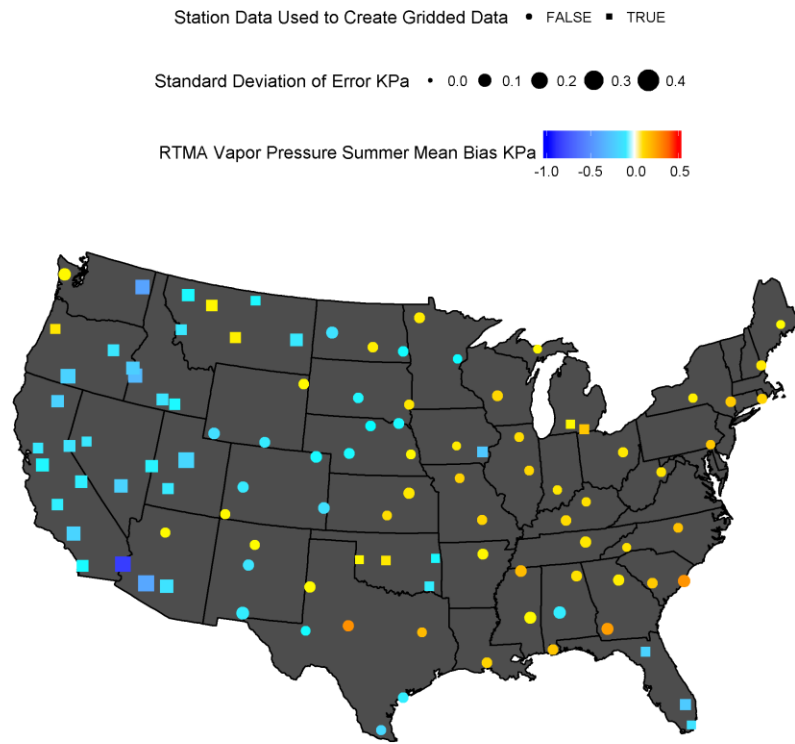 Station Data Used to Create Gridded Data FALSE TRUE
Standard Deviation of Error KPa 0.0 0.1 0.2 0.3 0.4
RTMA Vapor Pressure Summer Mean Bias KPa
-1.0 -0.5 0.0 0.5